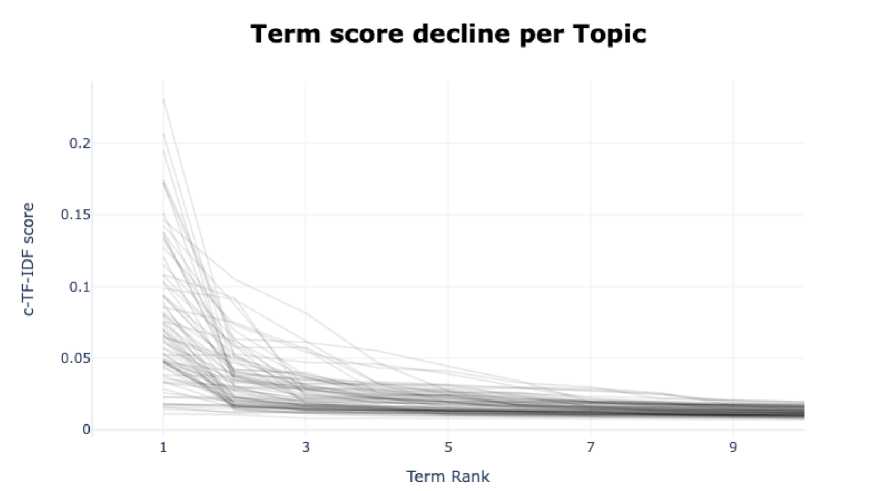 Term score decline per Topic
0.2
0.15
0.1
0.05
0
c-TF-IDF score
1 3 5 7 9
Term Rank